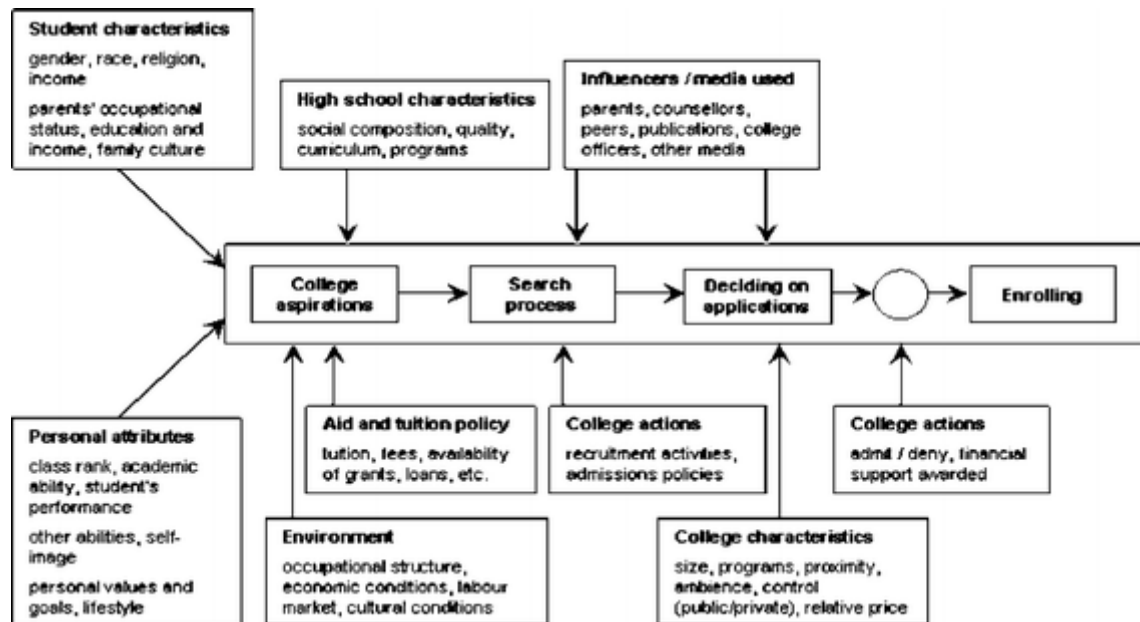 Student characteristics
gender, race, religion,
income
parents' occupational
status, education and
income, family culture
High school characteristics
social composition, quality,
curriculum, programs
Influencers / media used
parents, counsellors,
peers, publications, college
officers, other media
College
aspirations
Search
process
Deciding on
applications
Enrolling
Personal attributes
class rank, academic
ability, student's
performance
other abilities, self-
image
personal values and
goals, lifestyle
Aid and tuition policy
tuition, fees, availability
of grants, loans, etc.
College actions
recruitment activities,
admissions policies
College actions
admit / deny, financial
support awarded
Environment
occupational structure,
economic conditions, labour
market, cultural conditions
College characteristics
size, programs, proximity,
ambience, control
(public/private), relative price